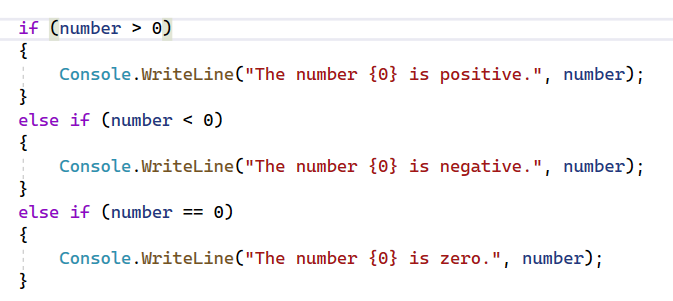 if (number > 0)
{
    Console.WriteLine("The number {0} is positive.", number);
}
else if (number < 0)
{
    Console.WriteLine("The number {0} is negative.", number);
}
else if (number == 0)
{
    Console.WriteLine("The number {0} is zero.", number);
}